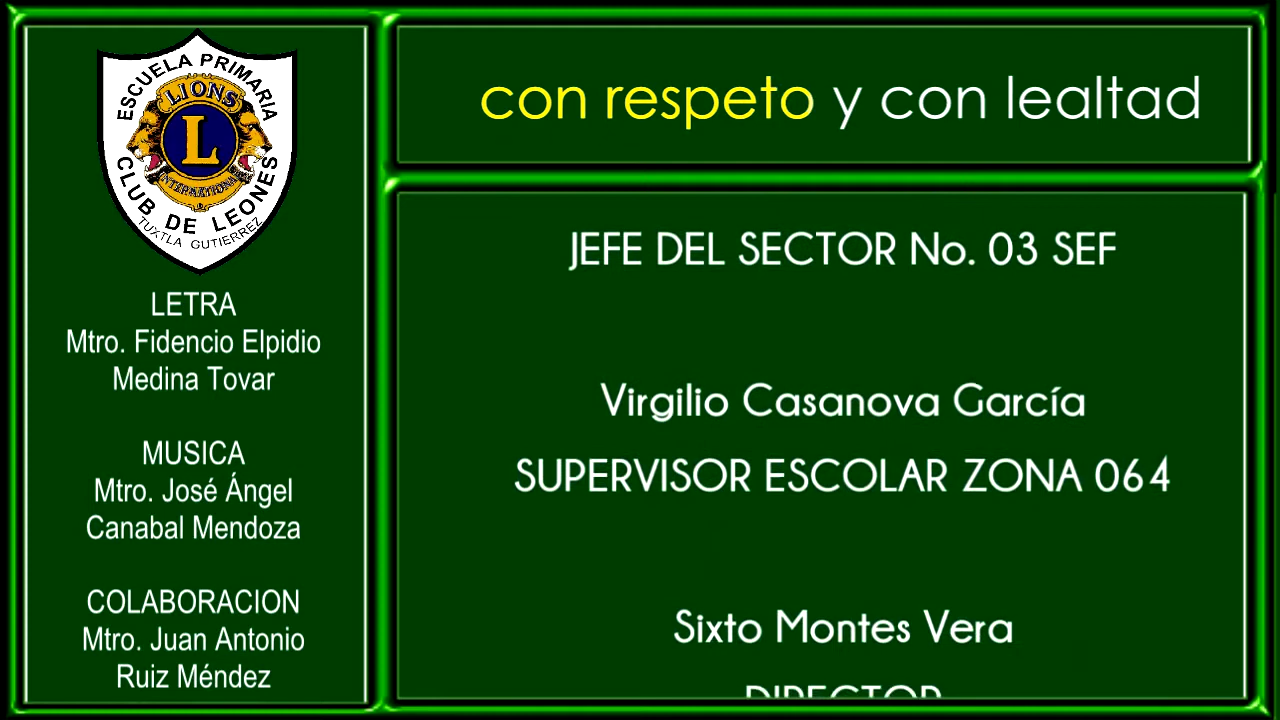 ESCUELA PRIMARIA
LIONS
L
INTERNATIONAL
CLUB DE LEONES
TUXTLA GUTIERREZ
LETRA
Mtro. Fidencio Elpidio
Medina Tovar
MUSICA
Mtro. José Ángel
Canabal Mendoza
COLABORACION
Mtro. Juan Antonio
Ruiz Méndez
con respeto y con lealtad
JEFE DEL SECTOR No. 03 SEF
Virgilio Casanova García
SUPERVISOR ESCOLAR ZONA 064
Sixto Montes Vera
DIRECTOR